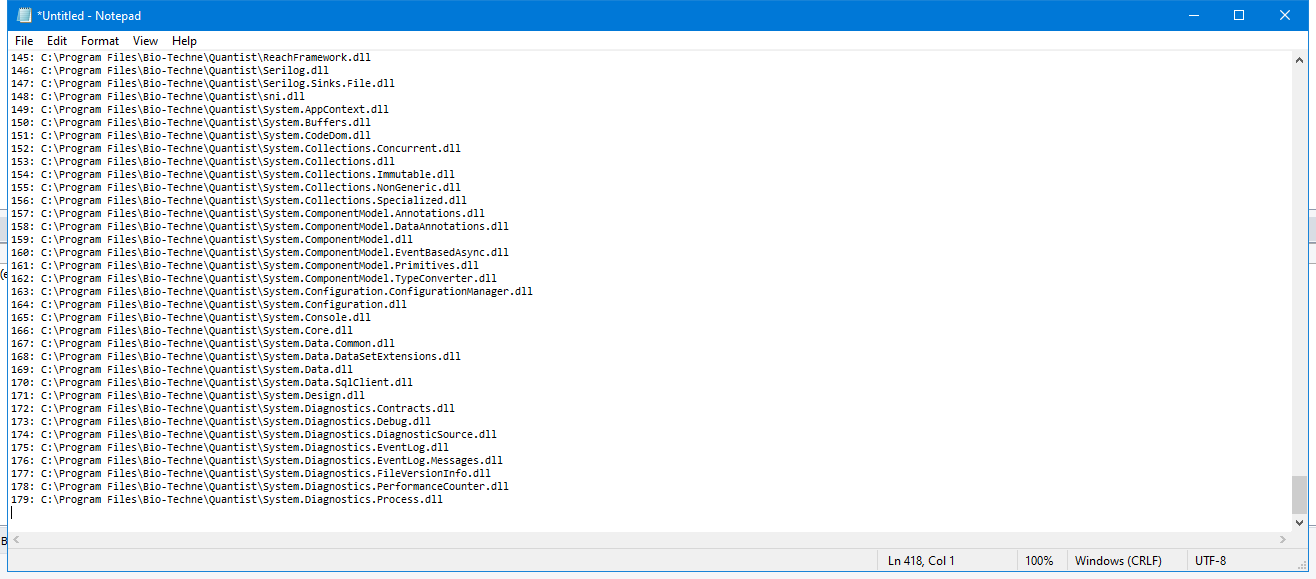 *Untitled - Notepad
File Edit Format View Help
145: C:\Program Files\Bio-Techne\Quantist\ReachFramework.dll
146: C:\Program Files\Bio-Techne\Quantist\Serilog.dll
147: C:\Program Files\Bio-Techne\Quantist\Serilog.Sinks.File.dll
148: C:\Program Files\Bio-Techne\Quantist\sni.dll
149: C:\Program Files\Bio-Techne\Quantist\System.AppContext.dll
150: C:\Program Files\Bio-Techne\Quantist\System.Buffers.dll
151: C:\Program Files\Bio-Techne\Quantist\System.CodeDom.dll
152: C:\Program Files\Bio-Techne\Quantist\System.Collections.Concurrent.dll
153: C:\Program Files\Bio-Techne\Quantist\System.Collections.dll
154: C:\Program Files\Bio-Techne\Quantist\System.Collections.Immutable.dll
155: C:\Program Files\Bio-Techne\Quantist\System.Collections.NonGeneric.dll
156: C:\Program Files\Bio-Techne\Quantist\System.Collections.Specialized.dll
157: C:\Program Files\Bio-Techne\Quantist\System.ComponentModel.Annotations.dll
158: C:\Program Files\Bio-Techne\Quantist\System.ComponentModel.DataAnnotations.dll
159: C:\Program Files\Bio-Techne\Quantist\System.ComponentModel.dll
160: C:\Program Files\Bio-Techne\Quantist\System.ComponentModel.EventBasedAsync.dll
161: C:\Program Files\Bio-Techne\Quantist\System.ComponentModel.Primitives.dll
162: C:\Program Files\Bio-Techne\Quantist\System.ComponentModel.TypeConverter.dll
163: C:\Program Files\Bio-Techne\Quantist\System.Configuration.ConfigurationManager.dll
164: C:\Program Files\Bio-Techne\Quantist\System.Configuration.dll
165: C:\Program Files\Bio-Techne\Quantist\System.Console.dll
166: C:\Program Files\Bio-Techne\Quantist\System.Core.dll
167: C:\Program Files\Bio-Techne\Quantist\System.Data.Common.dll
168: C:\Program Files\Bio-Techne\Quantist\System.Data.DataSetExtensions.dll
169: C:\Program Files\Bio-Techne\Quantist\System.Data.dll
170: C:\Program Files\Bio-Techne\Quantist\System.Data.SqlClient.dll
171: C:\Program Files\Bio-Techne\Quantist\System.Design.dll
172: C:\Program Files\Bio-Techne\Quantist\System.Diagnostics.Contracts.dll
173: C:\Program Files\Bio-Techne\Quantist\System.Diagnostics.Debug.dll
174: C:\Program Files\Bio-Techne\Quantist\System.Diagnostics.DiagnosticSource.dll
175: C:\Program Files\Bio-Techne\Quantist\System.Diagnostics.EventLog.dll
176: C:\Program Files\Bio-Techne\Quantist\System.Diagnostics.EventLog.Messages.dll
177: C:\Program Files\Bio-Techne\Quantist\System.Diagnostics.FileVersionInfo.dll
178: C:\Program Files\Bio-Techne\Quantist\System.Diagnostics.PerformanceCounter.dll
179: C:\Program Files\Bio-Techne\Quantist\System.Diagnostics.Process.dll
Ln 418, Col 1 100% Windows (CRLF) UTF-8